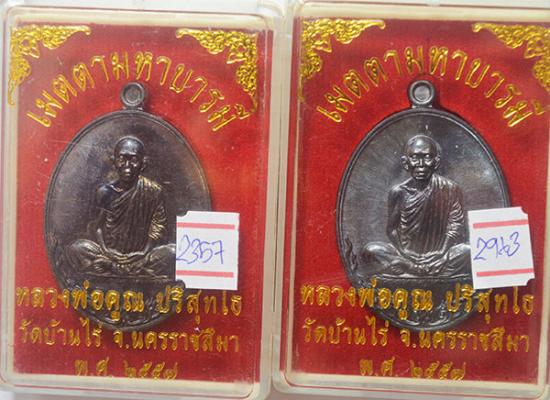 เมตตามหาบารมี
2357
หลวงพ่อคูณ ปริสุทโธ
วัดบ้านไร่ จ.นครราชสีมา
พ.ศ. ๒๕๕๗
เมตตามหาบารมี
2963
หลวงพ่อคูณ ปริสุทโธ
วัดบ้านไร่ จ.นครราชสีมา
พ.ศ. ๒๕๕๗